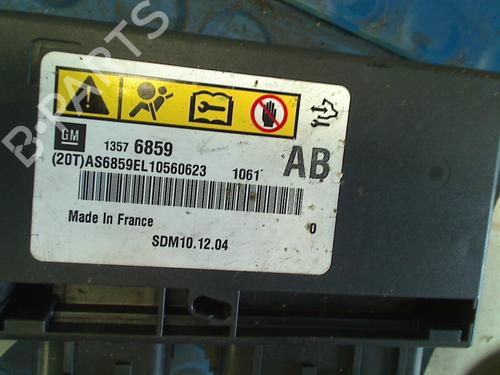 B-PARTS
GM
1357 6859
(20T)AS6859EL10560623 1061
AB
Made In France
0
SDM10.12.04